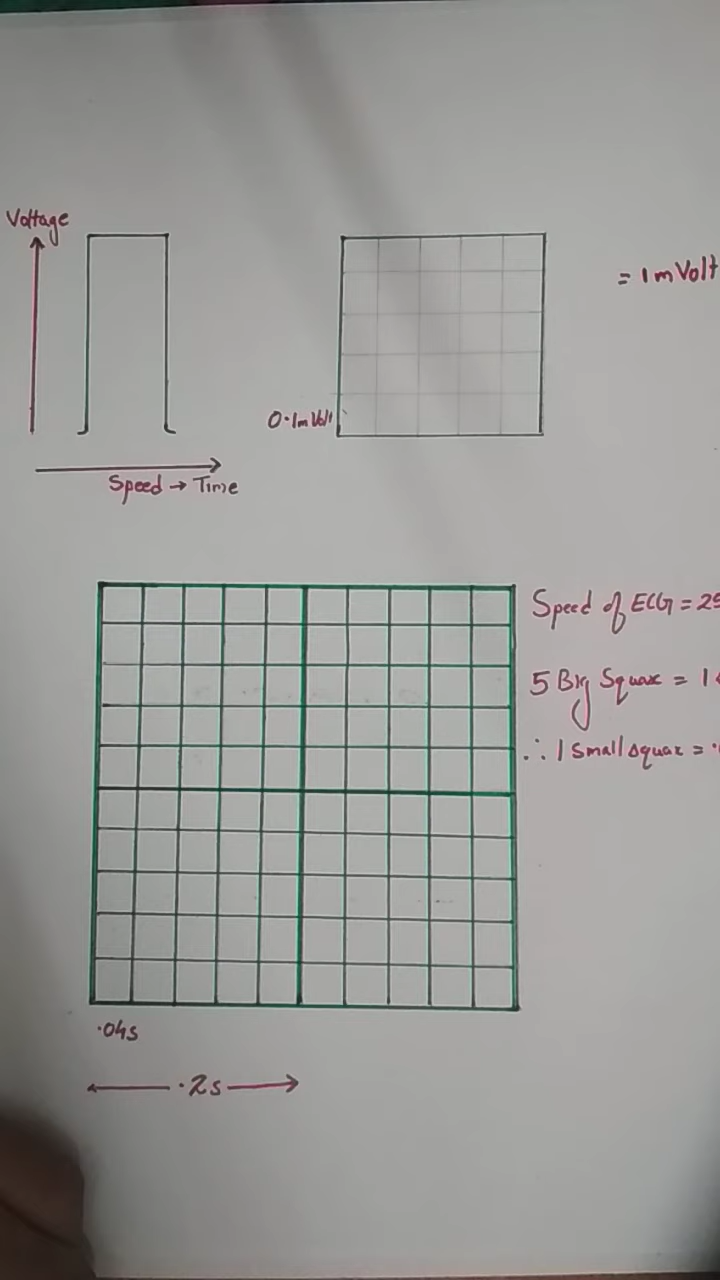 Voltage
= 1 m Volt
0.1m Volt
Speed → Time
Speed of ECG = 25
5 Big Square = 1
∴ 1 Small Square = .
.04s
.2s